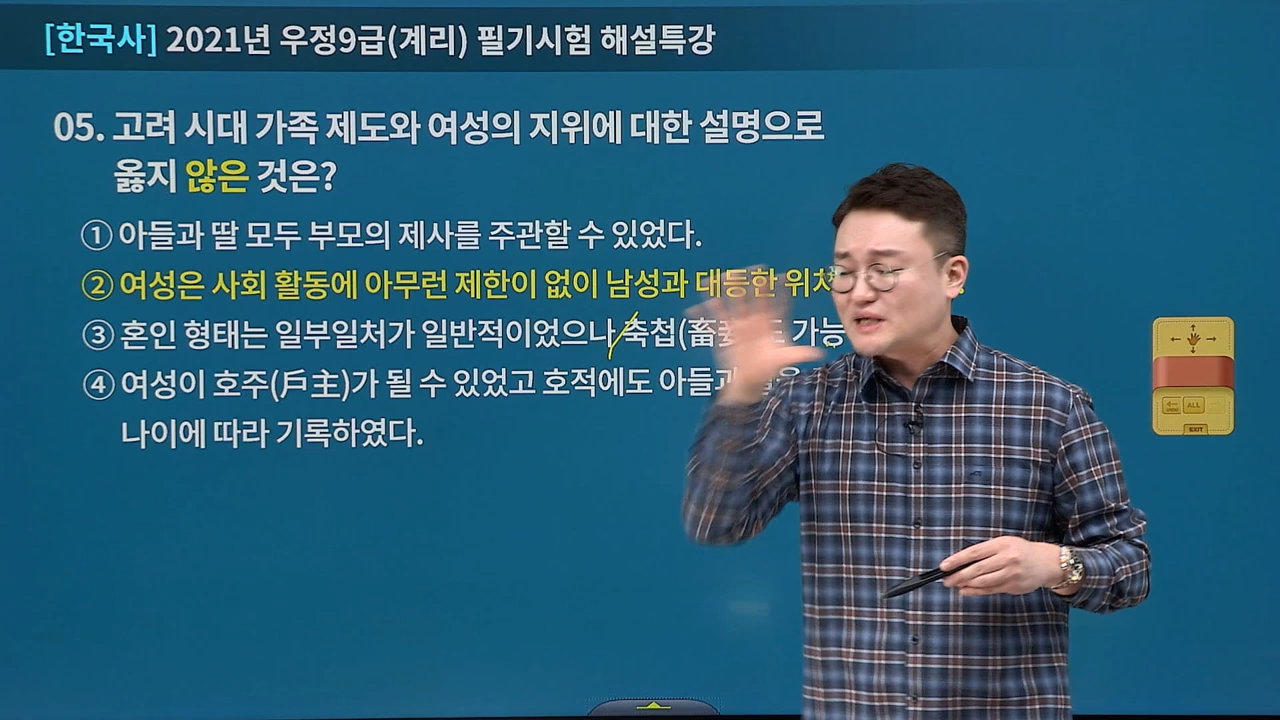 [한국사] 2021년 우정9급(계리) 필기시험 해설특강
05. 고려 시대 가족 제도와 여성의 지위에 대한 설명으로
옳지 않은 것은?
① 아들과 딸 모두 부모의 제사를 주관할 수 있었다.
② 여성은 사회 활동에 아무런 제한이 없이 남성과 대등한
③ 혼인 형태는 일부일처가 일반적이었으나 축첩(畜妾)도
④ 여성이 호주(戶主)가 될 수 있었고 호적에도
나이에 따라 기록하였다.
ALL
EXIT